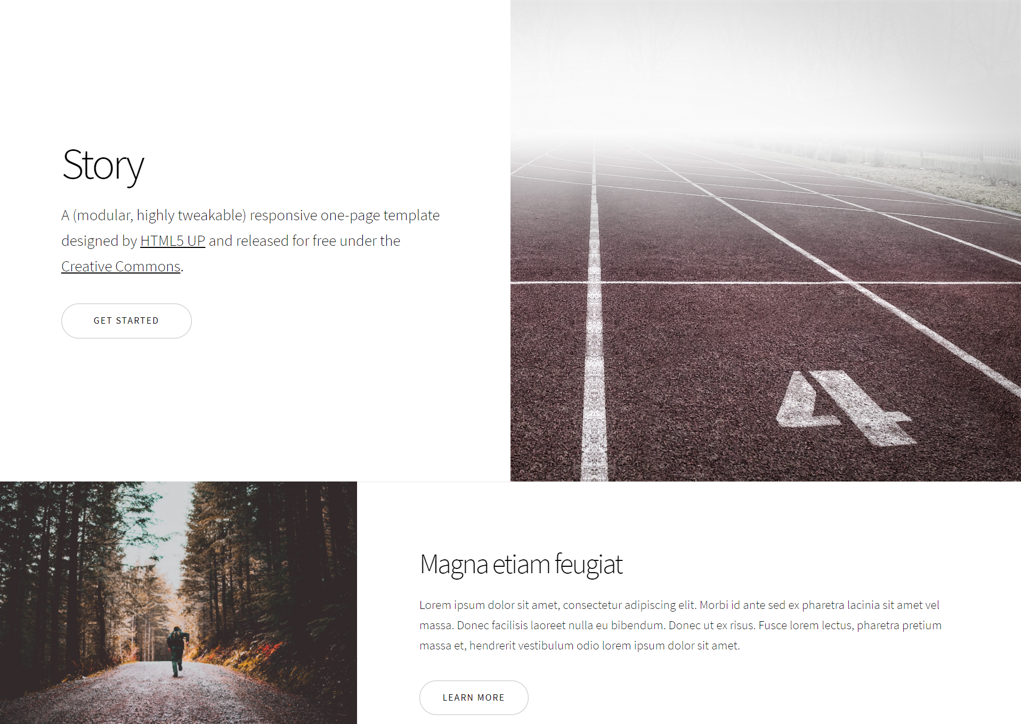 Story
A (modular, highly tweakable) responsive one-page template
designed by HTML5 UP and released for free under the
Creative Commons.
GET STARTED
4
Magna etiam feugiat
Lorem ipsum dolor sit amet, consectetur adipiscing elit. Morbi id ante sed ex pharetra lacinia sit amet vel
massa. Donec facilisis laoreet nulla eu bibendum. Donec ut ex risus. Fusce lorem lectus, pharetra pretium
massa et, hendrerit vestibulum odio lorem ipsum dolor sit amet.
LEARN MORE